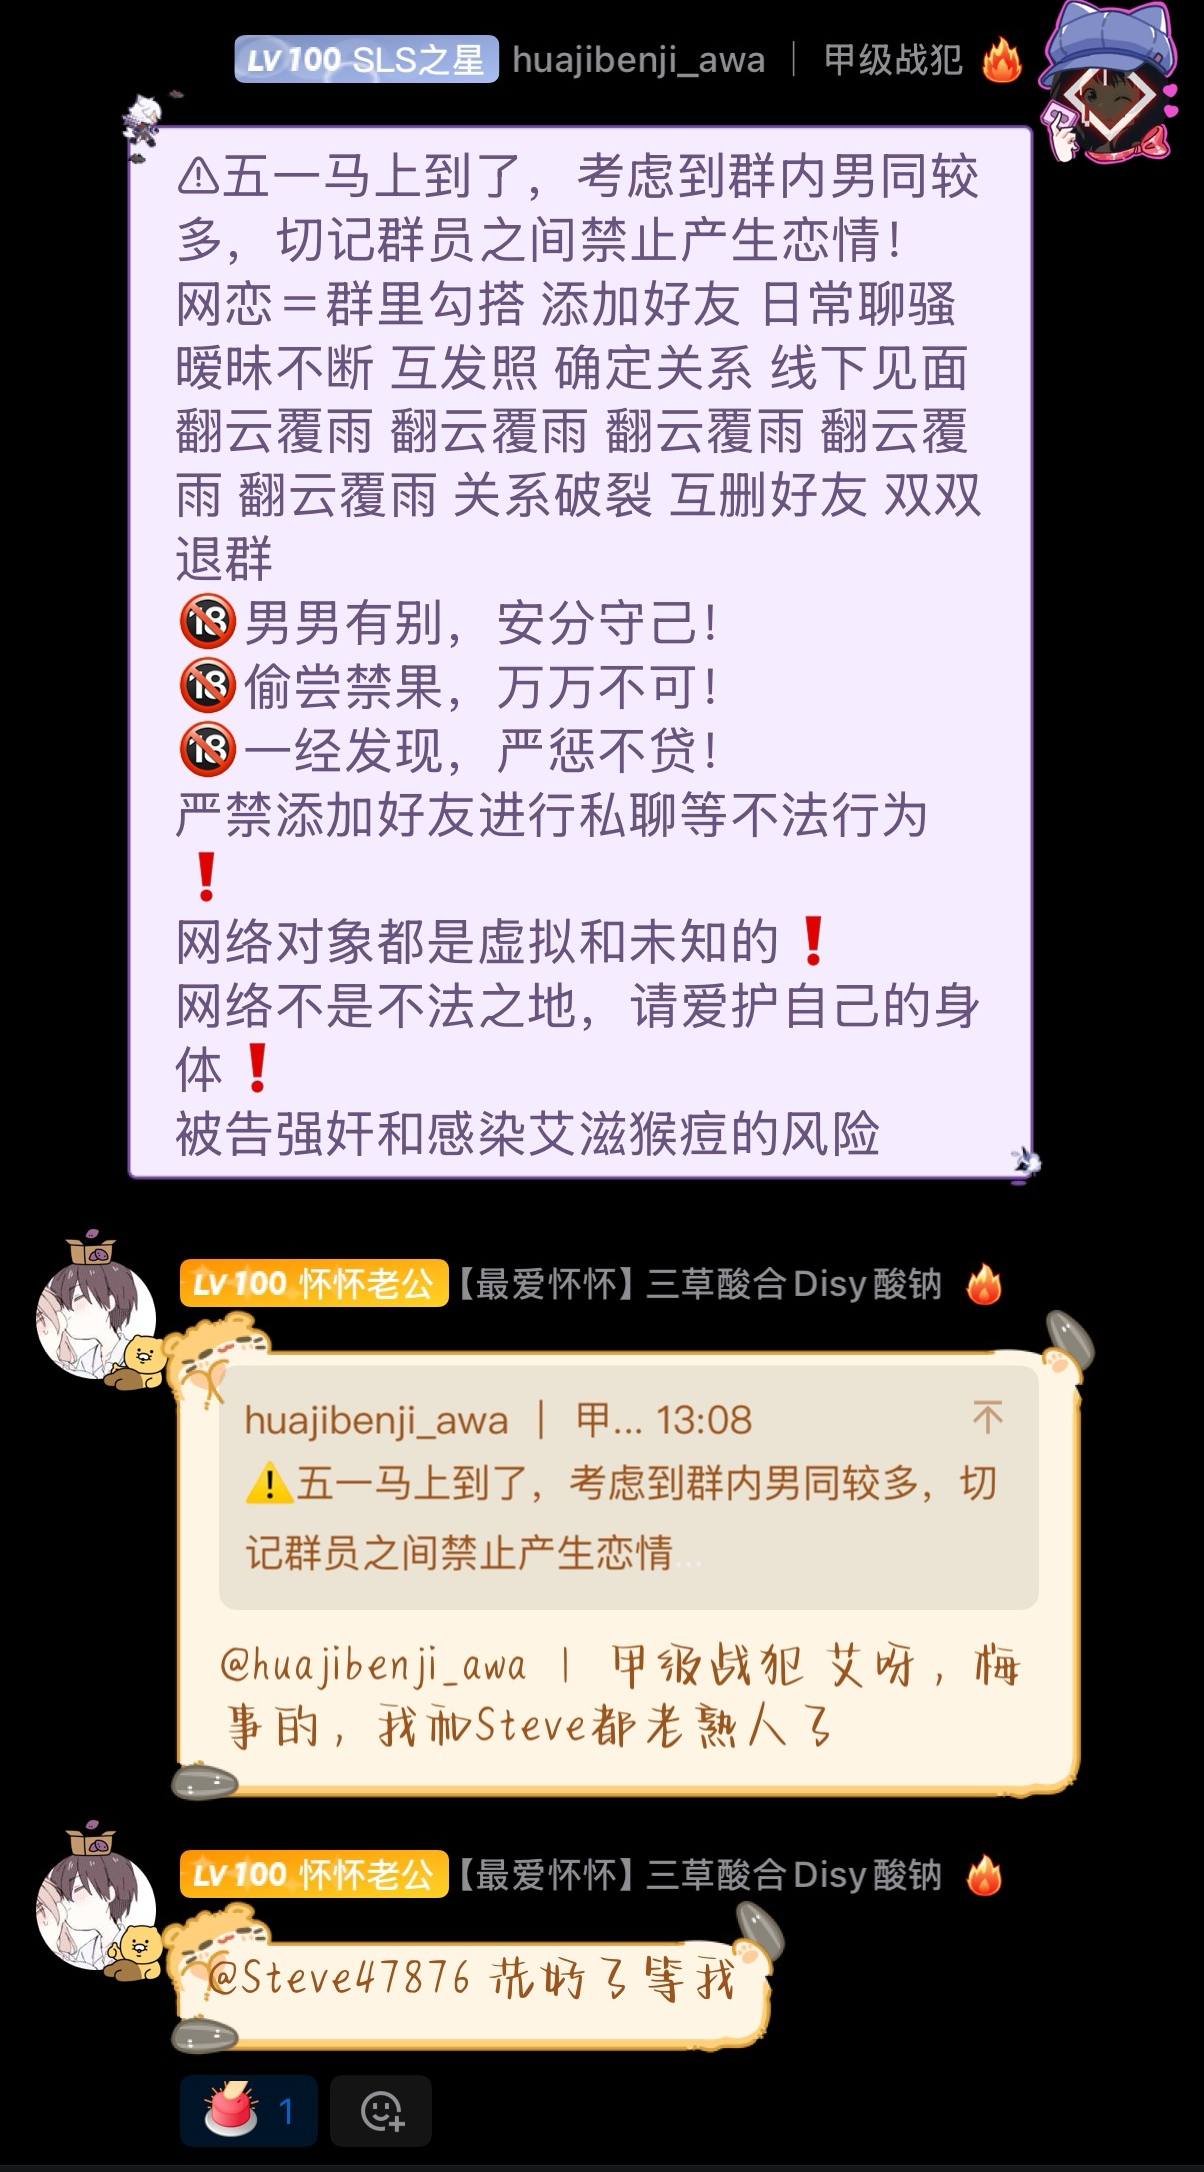 LV100 SLS之星 huajibenji_awa ｜ 甲级战犯 🔥
⚠五一马上到了，考虑到群内男同较
多，切记群员之间禁止产生恋情！
网恋＝群里勾搭 添加好友 日常聊骚
暧昧不断 互发照 确定关系 线下见面
翻云覆雨 翻云覆雨 翻云覆雨 翻云覆
雨 翻云覆雨 关系破裂 互删好友 双双
退群
🔞男男有别，安分守己！
🔞偷尝禁果，万万不可！
🔞一经发现，严惩不贷！
严禁添加好友进行私聊等不法行为
❗
网络对象都是虚拟和未知的❗
网络不是不法之地，请爱护自己的身
体❗
被告强奸和感染艾滋猴痘的风险
LV100 怀怀老公 【最爱怀怀】三草酸合Disy酸钠 🔥
huajibenji_awa ｜ 甲... 13:08
⚠️五一马上到了，考虑到群内男同较多，切
记群员之间禁止产生恋情...
@huajibenji_awa ｜ 甲级战犯 艾呀，梅
事的，我和Steve都老熟人了
LV100 怀怀老公 【最爱怀怀】三草酸合Disy酸钠 🔥
@Steve47876 洗好了等我
1